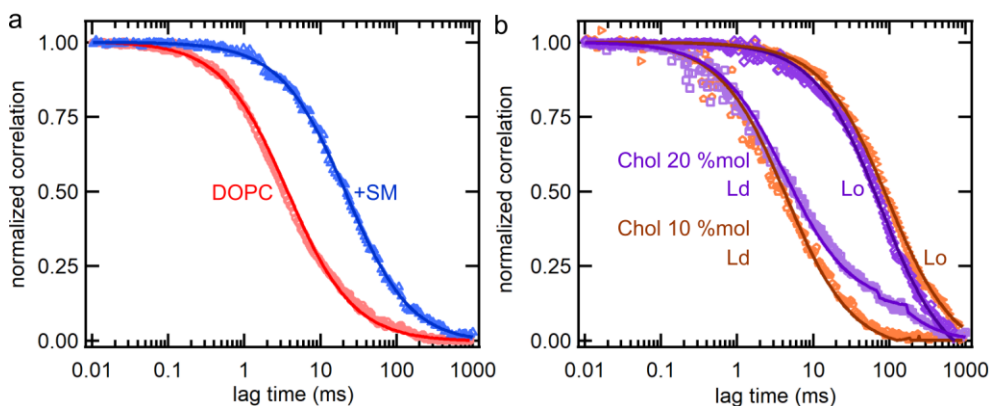 a
normalized correlation
1.00
0.75
0.50
0.25
0.00
DOPC
+SM
0.01 0.1 1 10 100 1000
lag time (ms)
b
normalized correlation
1.00
0.75
0.50
0.25
0.00
Chol 20 %mol
Ld
Lo
Chol 10 %mol
Ld
Lo
0.01 0.1 1 10 100 1000
lag time (ms)